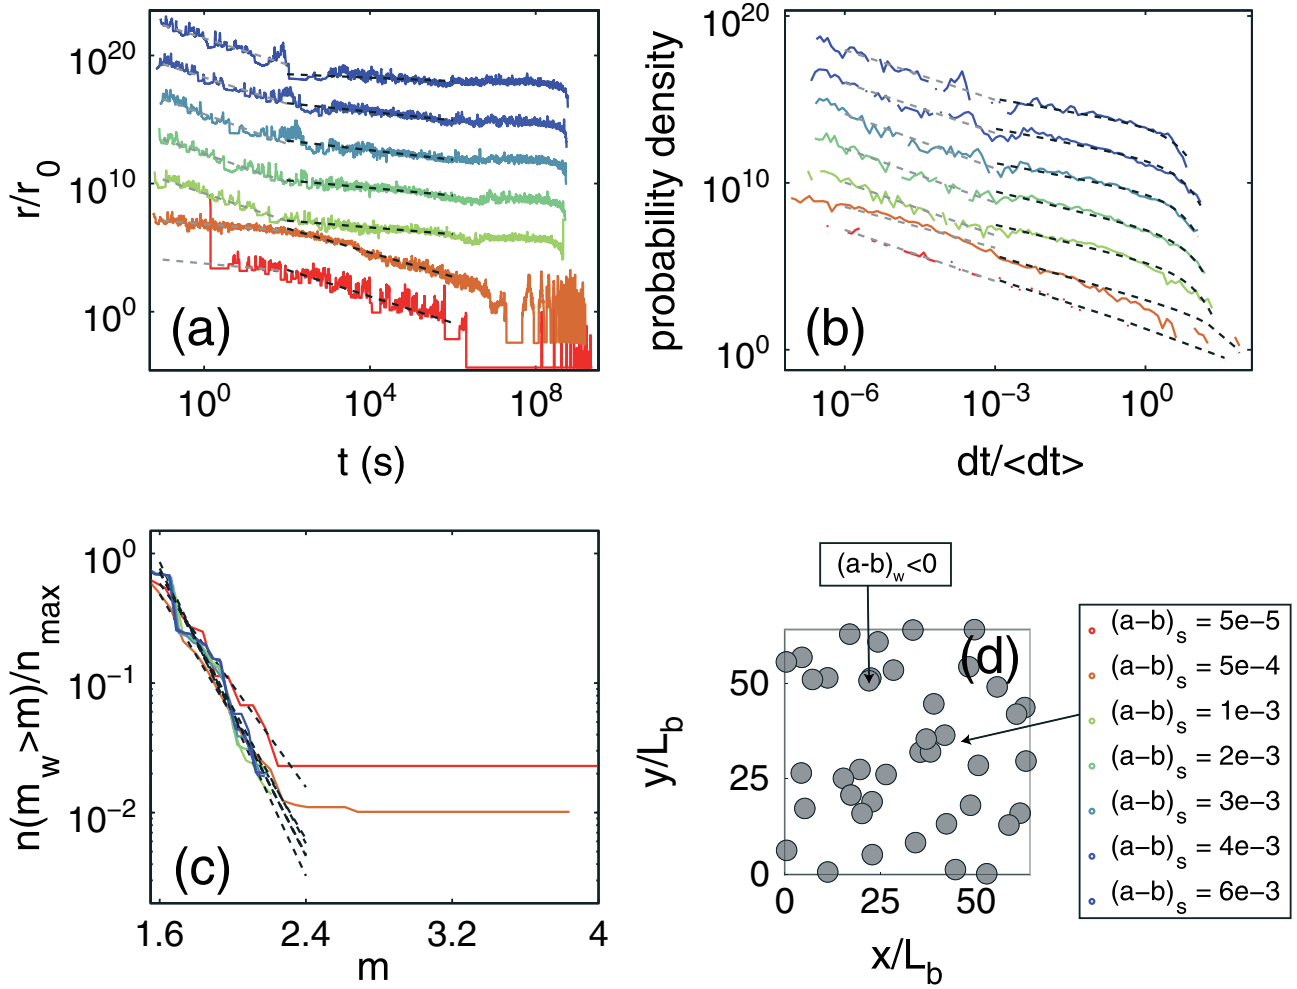 10^20
10^10
10^0
r/r_0
(a)
10^0
10^4
10^8
t (s)
10^20
10^10
10^0
probability density
(b)
10^−6
10^−3
10^0
dt/<dt>
10^0
10^−1
10^−2
n(m_w>m)/n_max
(c)
1.6
2.4
3.2
4
m
(a-b)_w<0
(d)
50
25
0
y/L_b
0
25
50
x/L_b
(a−b)_s = 5e−5
(a−b)_s = 5e−4
(a−b)_s = 1e−3
(a−b)_s = 2e−3
(a−b)_s = 3e−3
(a−b)_s = 4e−3
(a−b)_s = 6e−3